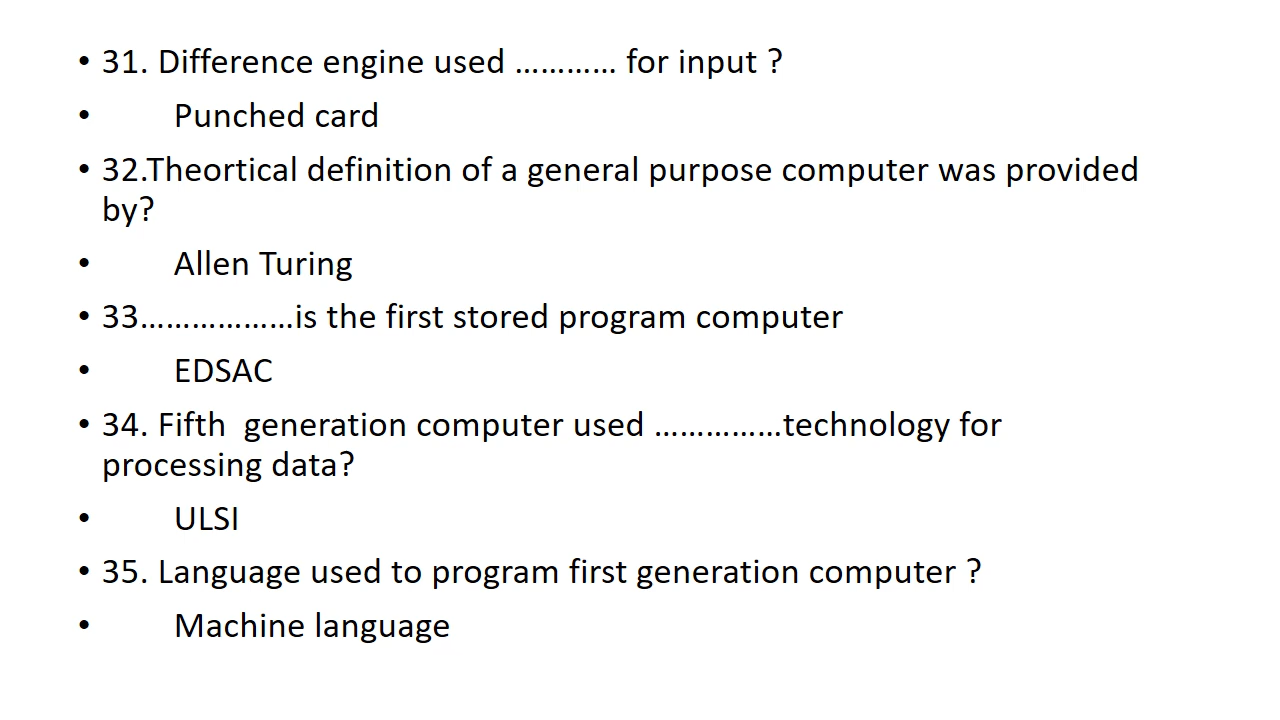 • 31. Difference engine used ………… for input ?
• Punched card
• 32.Theortical definition of a general purpose computer was provided
by?
• Allen Turing
• 33………………is the first stored program computer
• EDSAC
• 34. Fifth  generation computer used ……………technology for
processing data?
• ULSI
• 35. Language used to program first generation computer ?
• Machine language